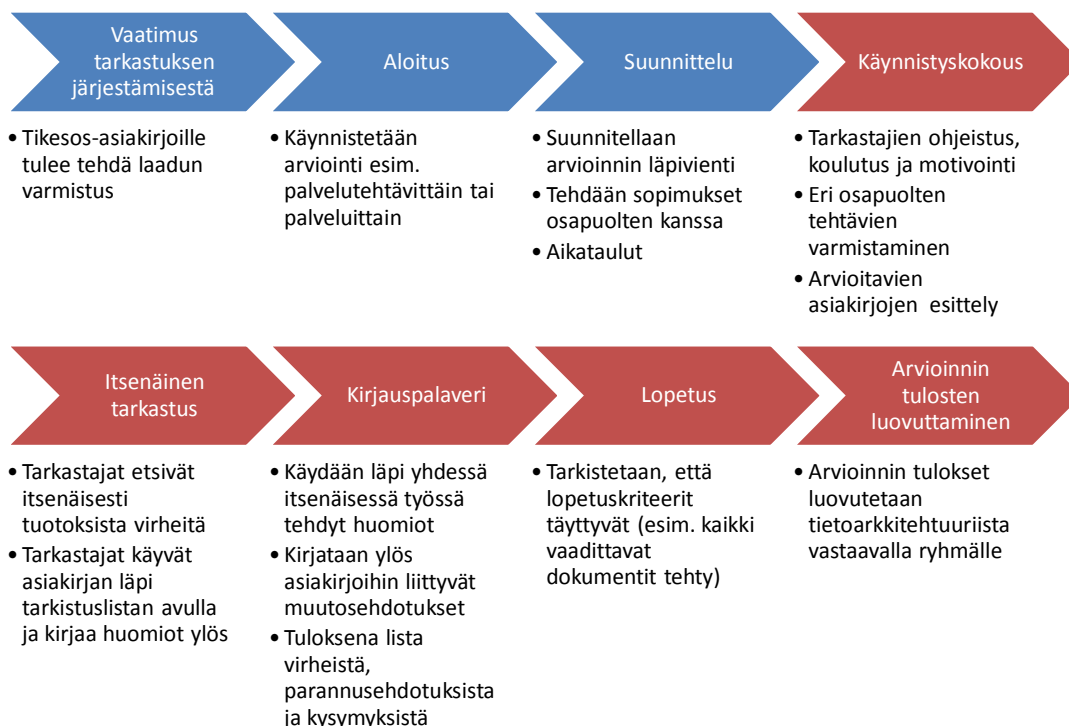 Vaatimus
tarkastuksen
järjestämisestä
• Tikesos-asiakirjoille
tulee tehdä laadun
varmistus
Aloitus
• Käynnistetään
arviointi esim.
palvelutehtävittäin tai
palveluittain
Suunnittelu
• Suunnitellaan
arvioinnin läpivienti
• Tehdään sopimukset
osapuolten kanssa
• Aikataulut
Käynnistyskokous
• Tarkastajien ohjeistus,
koulutus ja motivointi
• Eri osapuolten
tehtävien
varmistaminen
• Arvioitavien
asiakirjojen esittely
Itsenäinen
tarkastus
• Tarkastajat etsivät
itsenäisesti
tuotoksista virheitä
• Tarkastajat käyvät
asiakirjan läpi
tarkistuslistan avulla
ja kirjaa huomiot ylös
Kirjauspalaveri
• Käydään läpi yhdessä
itsenäisessä työssä
tehdyt huomiot
• Kirjataan ylös
asiakirjoihin liittyvät
muutosehdotukset
• Tuloksena lista
virheistä,
parannusehdotuksista
ja kysymyksistä
Lopetus
• Tarkistetaan, että
lopetuskriteerit
täyttyvät (esim. kaikki
vaadittavat
dokumentit tehty)
Arvioinnin
tulosten
luovuttaminen
• Arvioinnin tulokset
luovutetaan
tietoarkkitehtuuriista
vastaavalla ryhmälle